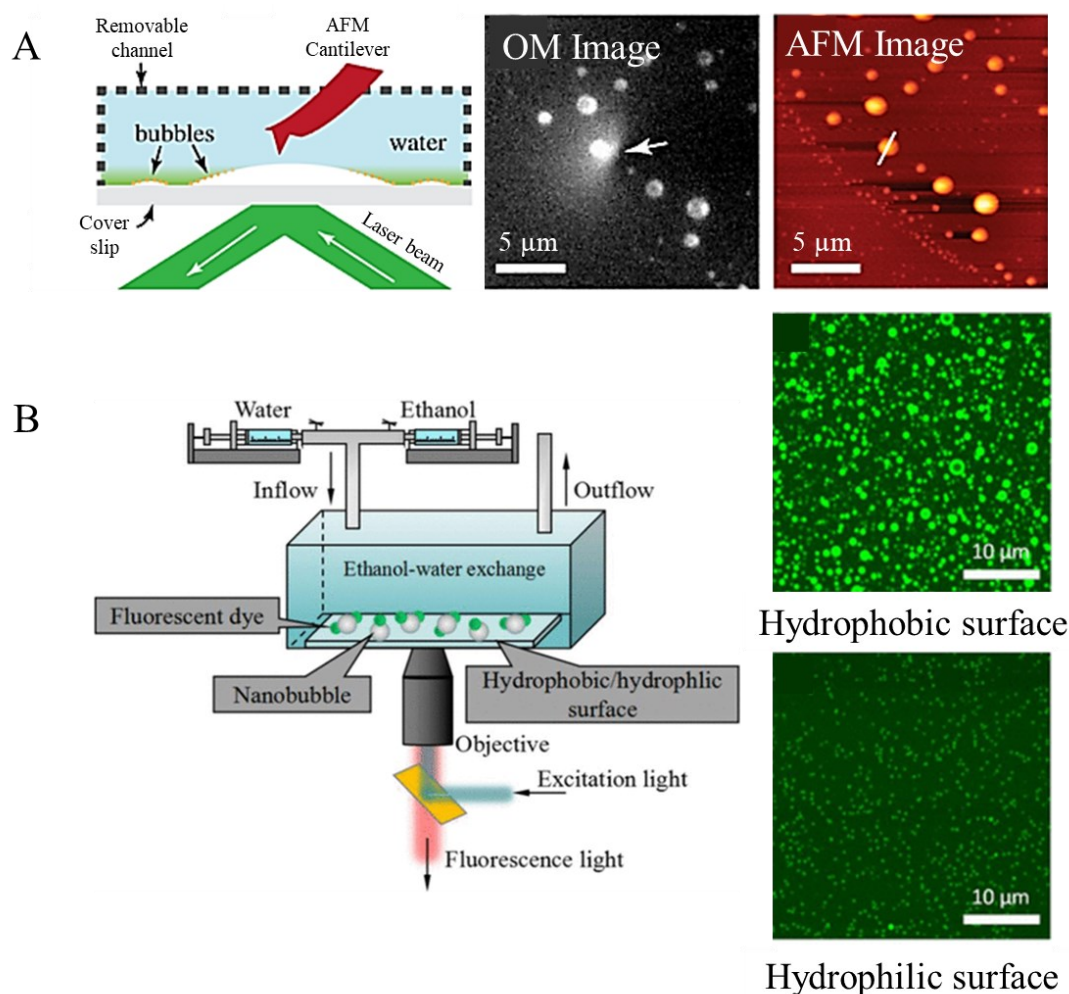 A
Removable
channel
AFM
Cantilever
bubbles
water
Cover
slip
Laser beam
OM Image
5 µm
AFM Image
5 µm
B
Water
Ethanol
Inflow
Outflow
Ethanol-water exchange
Fluorescent dye
Nanobubble
Hydrophobic/hydrophlic
surface
Objective
Excitation light
Fluorescence light
10 µm
Hydrophobic surface
10 µm
Hydrophilic surface